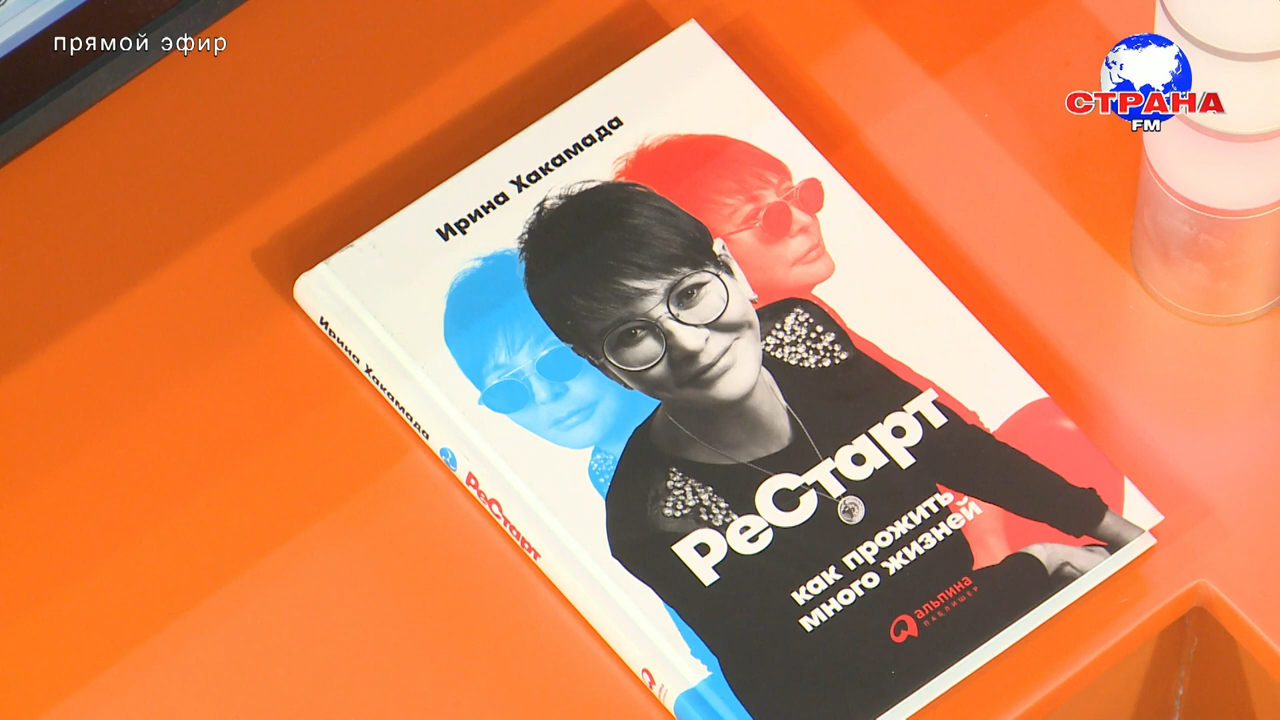 прямой эфир
СТРАНА
FM
Ирина Хакамада
Ирина Хакамада
РеСтарт
РеСтарт
как прожить
много жизней
альпина
ПАБЛИШЕР